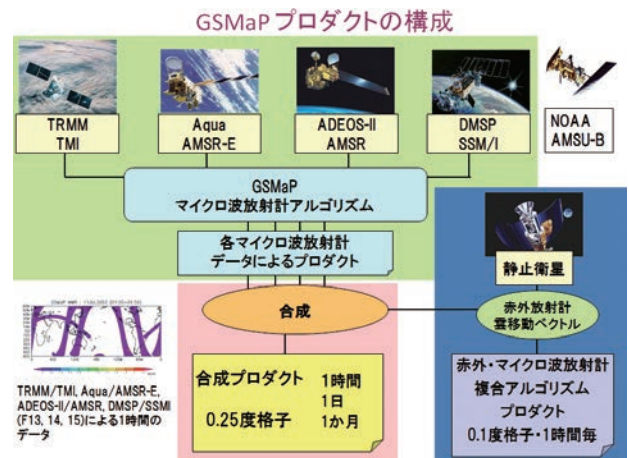 GSMaP プロダクトの構成
TRMM
TMI
Aqua
AMSR-E
ADEOS-II
AMSR
DMSP
SSM/I
NOAA
AMSU-B
GSMaP
マイクロ波放射計アルゴリズム
各マイクロ波放射計
データによるプロダクト
静止衛星
合成
赤外放射計
雲移動ベクトル
合成プロダクト
0.25度格子
1時間
1日
1か月
赤外・マイクロ波放射計
複合アルゴリズム
プロダクト
0.1度格子・1時間毎
TRMM/TMI, Aqua/AMSR-E,
ADEOS-II/AMSR, DMSP/SSMI
(F13, 14, 15)による1時間の
データ